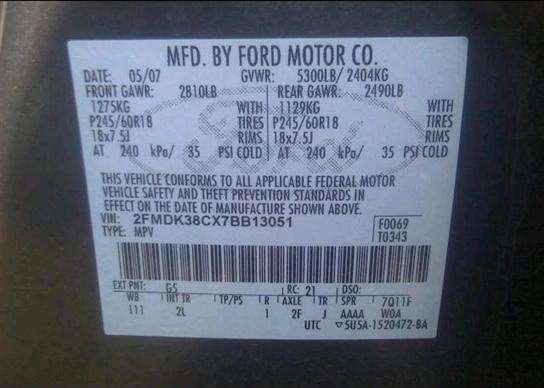 MFD. BY FORD MOTOR CO.
DATE: 05/07 GVWR: 5300LB/ 2404KG
FRONT GAWR: 2810LB REAR GAWR: 2490LB
1275KG WITH 1129KG WITH
P245/60R18 TIRES P245/60R18 TIRES
18x7.5J RIMS 18x7.5J RIMS
AT 240 kPa/ 35 PSI COLD AT 240 kPa/ 35 PSI COLD
THIS VEHICLE CONFORMS TO ALL APPLICABLE FEDERAL MOTOR
VEHICLE SAFETY AND THEFT PREVENTION STANDARDS IN
EFFECT ON THE DATE OF MANUFACTURE SHOWN ABOVE.
VIN: 2FMDK38CX7BB13051 F0069
TYPE: MPV T0343
EXT PNT: G5 RC: 21 DSO:
WB INT TR TP/PS R AXLE TR SPR 7Q11F
111 2L 1 2F J AAAA W0A
UTC ▽5U5A-1520472-BA